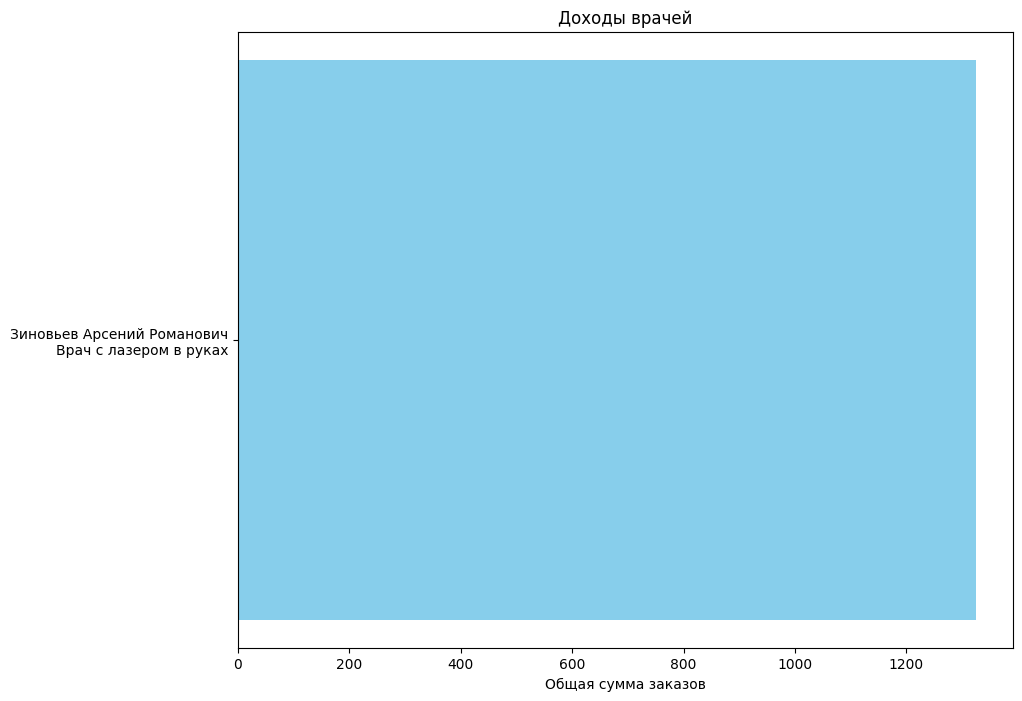 Доходы врачей
Зиновьев Арсений Романович
Врач с лазером в руках
0 200 400 600 800 1000 1200
Общая сумма заказов